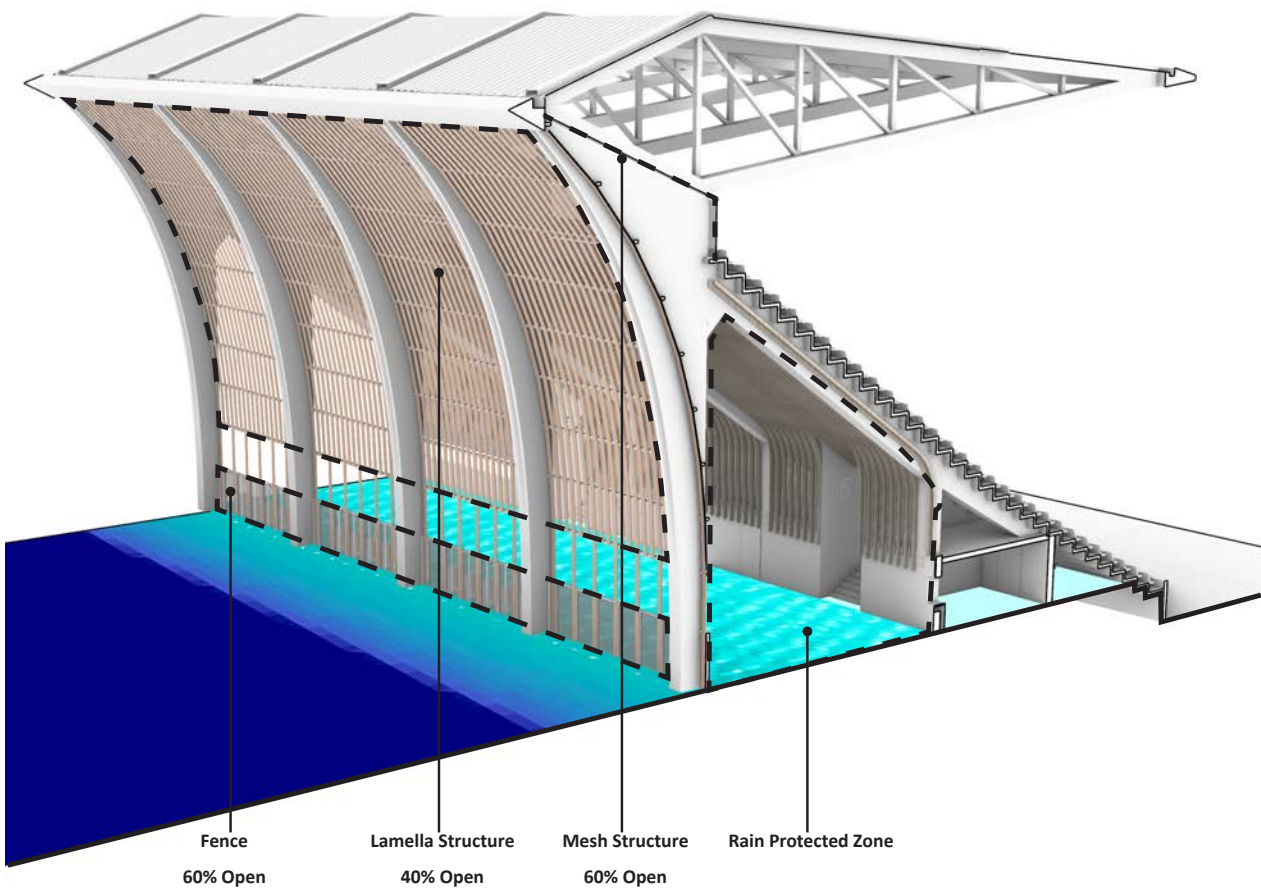 Fence
60% Open
Lamella Structure
40% Open
Mesh Structure
60% Open
Rain Protected Zone